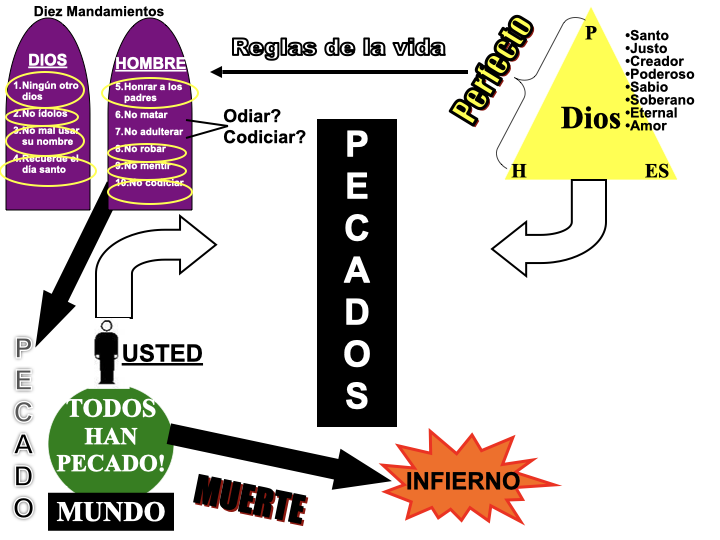 Diez Mandamientos
DIOS
1.Ningún otro
dios
2.No ídolos
3.No mal usar
su nombre
4.Recuerde el
día santo
HOMBRE
5.Honrar a los
padres
6.No matar
7.No adulterar
8.No robar
9.No mentir
10.No codiciar
Odiar?
Codiciar?
Reglas de la vida
Perfecto
P
Dios
H
ES
•Santo
•Justo
•Creador
•Poderoso
•Sabio
•Soberano
•Eternal
•Amor
PECADOS
PECADO
USTED
TODOS
HAN
PECADO!
MUNDO
MUERTE
INFIERNO